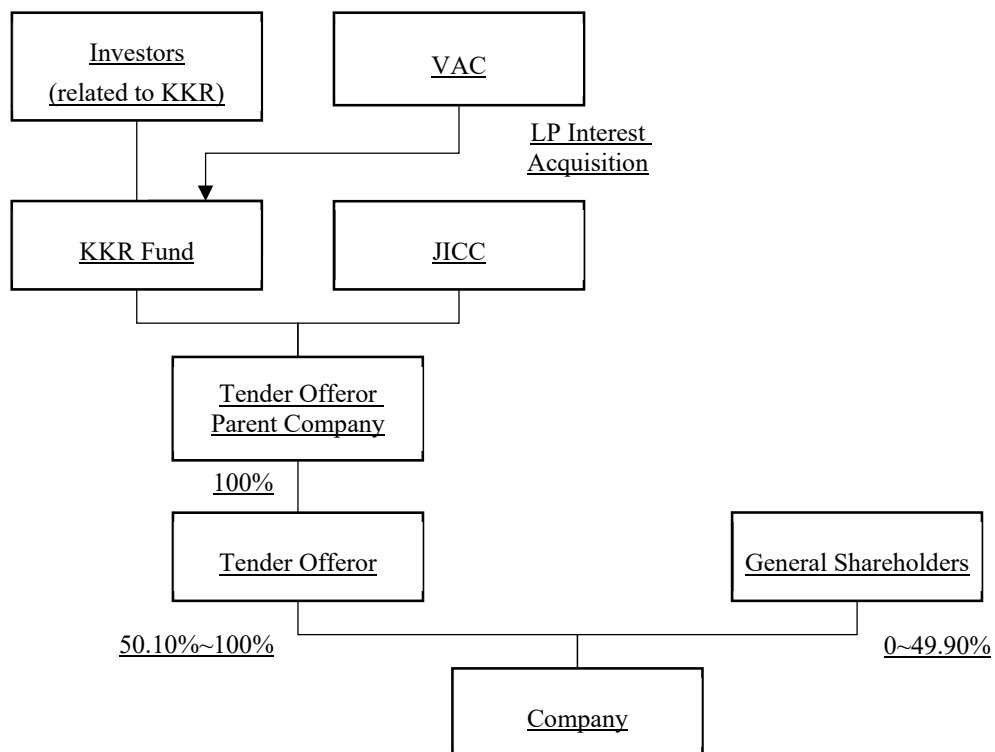 Investors
(related to KKR)
VAC
LP Interest
Acquisition
KKR Fund
JICC
Tender Offeror
Parent Company
100%
Tender Offeror
General Shareholders
50.10%~100%
0~49.90%
Company